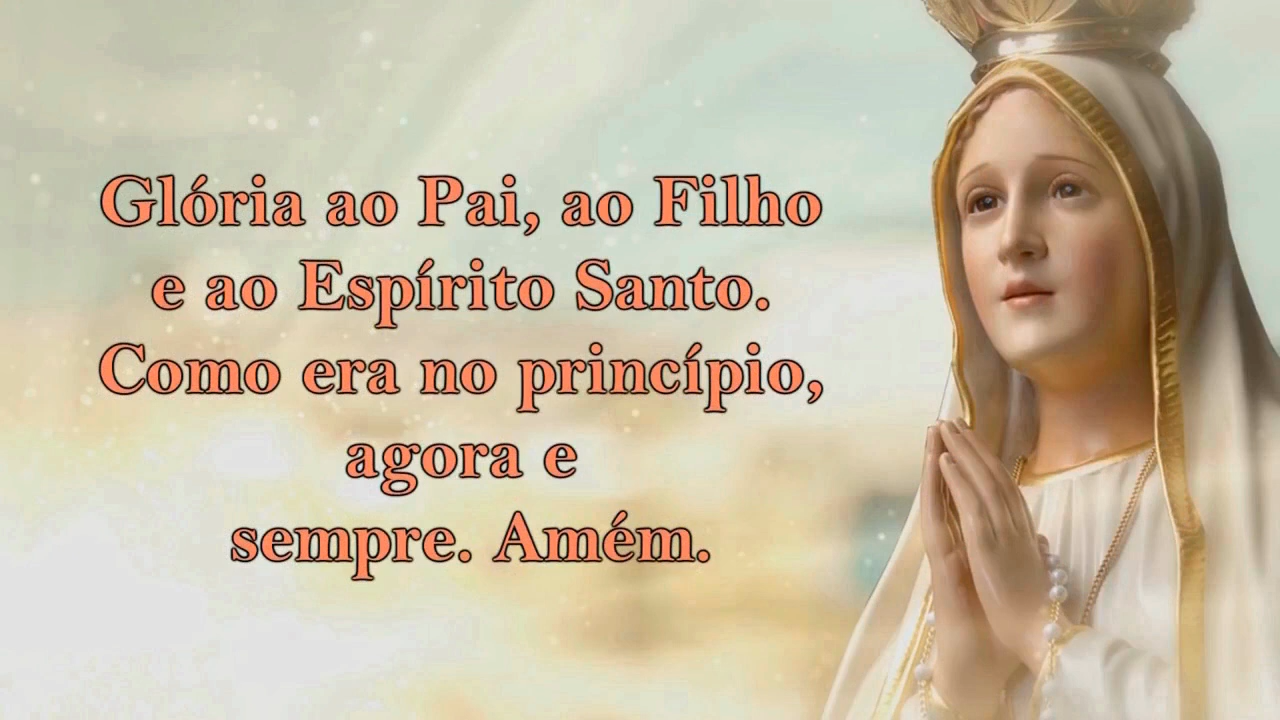 Glória ao Pai, ao Filho
e ao Espírito Santo.
Como era no princípio,
agora e
sempre. Amém.